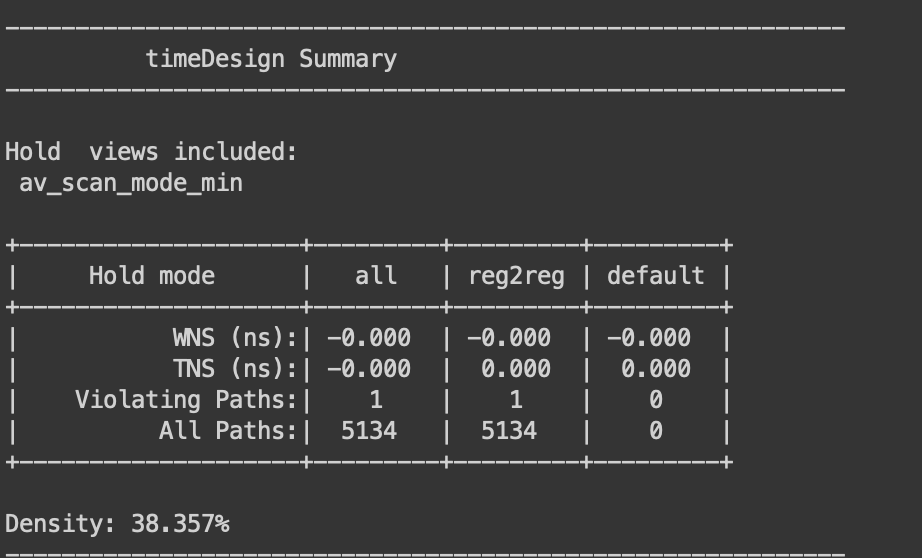 ------------------------------------------------------------
          timeDesign Summary
------------------------------------------------------------
Hold  views included:
 av_scan_mode_min
+--------------------+---------+---------+---------+
|     Hold mode      |   all   | reg2reg | default |
+--------------------+---------+---------+---------+
|           WNS (ns):| -0.000  | -0.000  | -0.000  |
|           TNS (ns):| -0.000  |  0.000  |  0.000  |
|    Violating Paths:|    1    |    1    |    0    |
|          All Paths:|  5134   |  5134   |    0    |
+--------------------+---------+---------+---------+
Density: 38.357%
------------------------------------------------------------